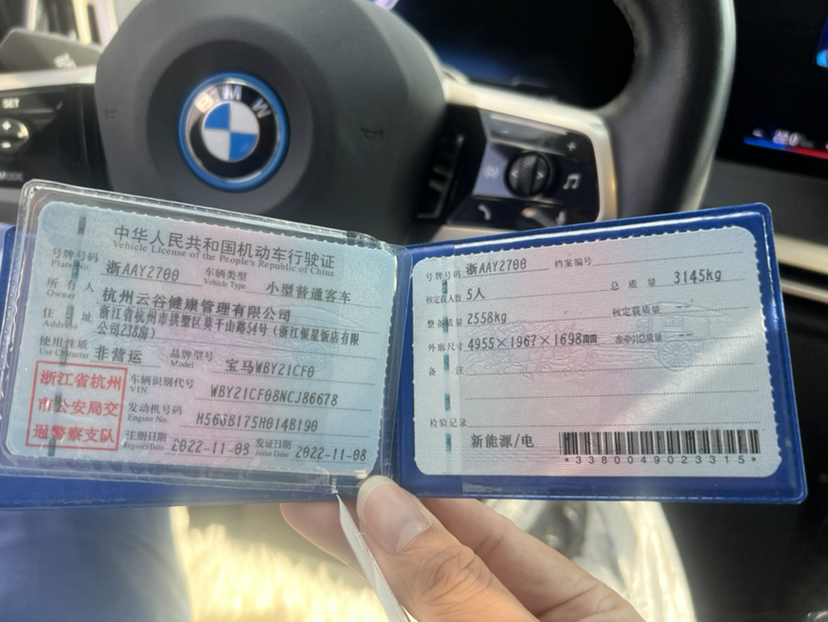 SET
BMW
中华人民共和国机动车行驶证
Vehicle License of the People's Republic of China
号牌号码 浙AAY2700 车辆类型 小型普通客车
Plate No. Vehicle Type
所有人 杭州云谷健康管理有限公司
Owner
住址 浙江省杭州市拱墅区莫干山路54号(浙江银星饭店有限
Address 公司238房)
使用性质 非营运 品牌型号 宝马WBY21CF0
Use Character Model
浙江省杭州
市公安局交
通警察支队
车辆识别代号 WBY21CF08NCJ86678
VIN
发动机号码 H560B175H014B190
Engine No.
注册日期 2022-11-08 发证日期 2022-11-08
Register Date Issue Date
号牌号码 浙AAY2700 档案编号
核定载人数 5人 总质量 3145kg
整备质量 2558kg 核定载质量 --
外廓尺寸 4955×1967×1698mm 准牵引总质量 --
备注
检验记录
新能源/电
*3380049023315*